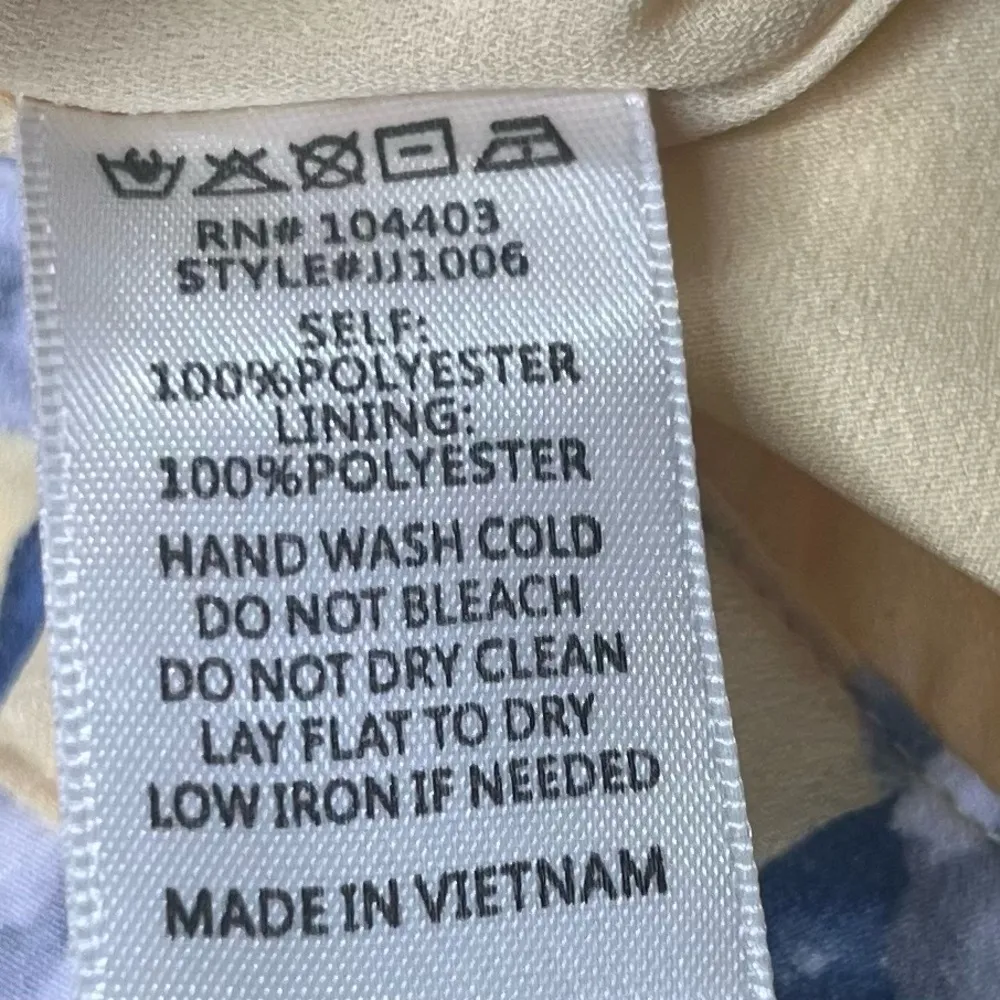 RN# 104403
STYLE#JJ1006
SELF:
100%POLYESTER
LINING:
100%POLYESTER
HAND WASH COLD
DO NOT BLEACH
DO NOT DRY CLEAN
LAY FLAT TO DRY
LOW IRON IF NEEDED
MADE IN VIETNAM